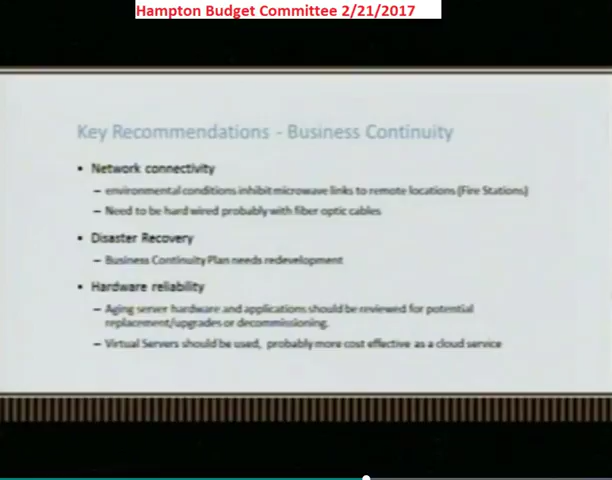 Hampton Budget Committee 2/21/2017
Key Recommendations - Business Continuity
• Network connectivity
– environmental conditions inhibit microwave links to remote locations (Fire Stations)
– Need to be hard wired probably with fiber optic cables
• Disaster Recovery
– Business Continuity Plan needs redevelopment
• Hardware reliability
– Aging server hardware and applications should be reviewed for potential
replacement/upgrades or decommissioning.
– Virtual Servers should be used, probably more cost effective as a cloud service